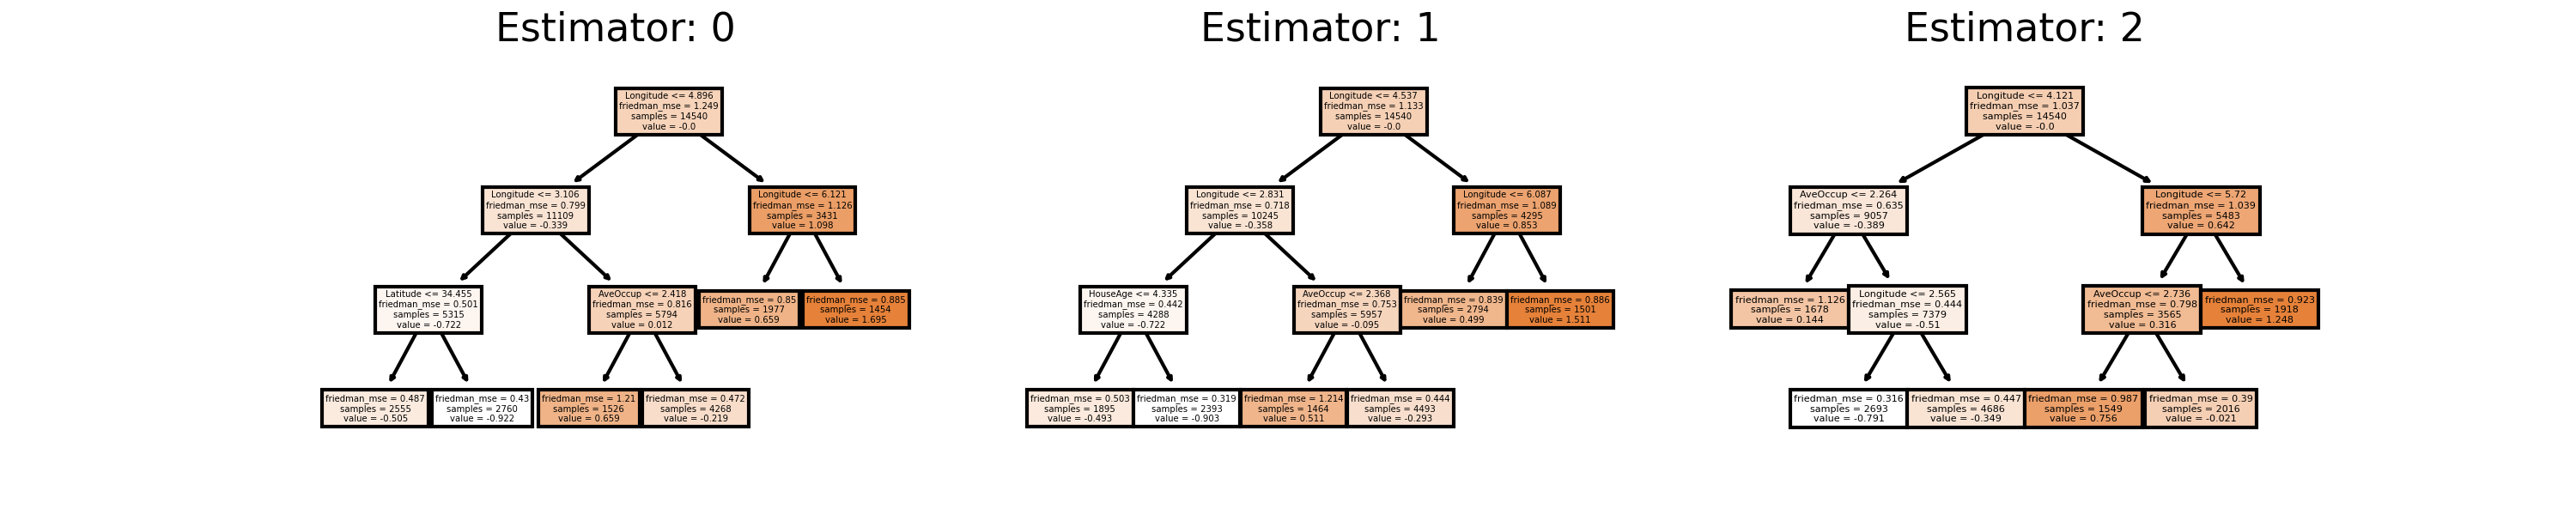 Estimator: 0
Longitude <= 4.896
friedman_mse = 1.249
samples = 14540
value = -0.0
Longitude <= 3.106
friedman_mse = 0.799
samples = 11109
value = -0.339
Longitude <= 6.121
friedman_mse = 1.126
samples = 3431
value = 1.098
Latitude <= 34.455
friedman_mse = 0.501
samples = 5315
value = -0.722
AveOccup <= 2.418
friedman_mse = 0.816
samples = 5794
value = 0.012
friedman_mse = 0.85
samples = 1977
value = 0.659
friedman_mse = 0.885
samples = 1454
value = 1.695
friedman_mse = 0.487
samples = 2555
value = -0.505
friedman_mse = 0.43
samples = 2760
value = -0.922
friedman_mse = 1.21
samples = 1526
value = 0.659
friedman_mse = 0.472
samples = 4268
value = -0.219
Estimator: 1
Longitude <= 4.537
friedman_mse = 1.133
samples = 14540
value = -0.0
Longitude <= 2.831
friedman_mse = 0.718
samples = 10245
value = -0.358
Longitude <= 6.087
friedman_mse = 1.089
samples = 4295
value = 0.853
HouseAge <= 4.335
friedman_mse = 0.442
samples = 4288
value = -0.722
AveOccup <= 2.368
friedman_mse = 0.753
samples = 5957
value = -0.095
friedman_mse = 0.839
samples = 2794
value = 0.499
friedman_mse = 0.886
samples = 1501
value = 1.511
friedman_mse = 0.503
samples = 1895
value = -0.493
friedman_mse = 0.319
samples = 2393
value = -0.903
friedman_mse = 1.214
samples = 1464
value = 0.511
friedman_mse = 0.444
samples = 4493
value = -0.293
Estimator: 2
Longitude <= 4.121
friedman_mse = 1.037
samples = 14540
value = -0.0
AveOccup <= 2.264
friedman_mse = 0.635
samples = 9057
value = -0.389
Longitude <= 5.72
friedman_mse = 1.039
samples = 5483
value = 0.642
friedman_mse = 1.126
samples = 1678
value = 0.144
Longitude <= 2.565
friedman_mse = 0.444
samples = 7379
value = -0.51
AveOccup <= 2.736
friedman_mse = 0.798
samples = 3565
value = 0.316
friedman_mse = 0.923
samples = 1918
value = 1.248
friedman_mse = 0.316
samples = 2693
value = -0.791
friedman_mse = 0.447
samples = 4686
value = -0.349
friedman_mse = 0.987
samples = 1549
value = 0.756
friedman_mse = 0.39
samples = 2016
value = -0.021